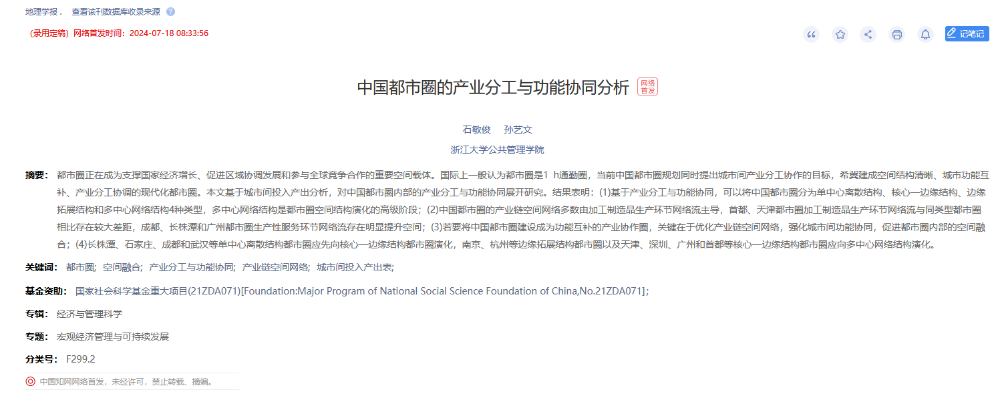 地理学报． 查看该刊数据库收录来源 ?
（录用定稿）网络首发时间：2024-07-18 08:33:56
记笔记
中国都市圈的产业分工与功能协同分析 网络首发
石敏俊 孙艺文
浙江大学公共管理学院
摘要： 都市圈正在成为支撑国家经济增长、促进区域协调发展和参与全球竞争合作的重要空间载体。国际上一般认为都市圈是1 h通勤圈，当前中国都市圈规划同时提出城市间产业分工协作的目标，希冀建成空间结构清晰、城市功能互
补、产业分工协调的现代化都市圈。本文基于城市间投入产出分析，对中国都市圈内部的产业分工与功能协同展开研究。结果表明：(1)基于产业分工与功能协同，可以将中国都市圈分为单中心离散结构、核心—边缘结构、边缘
拓展结构和多中心网络结构4种类型，多中心网络结构是都市圈空间结构演化的高级阶段；(2)中国都市圈的产业链空间网络多数由加工制造品生产环节网络流主导，首都、天津都市圈加工制造品生产环节网络流与同类型都市圈
相比存在较大差距，成都、长株潭和广州都市圈生产性服务环节网络流存在明显提升空间；(3)若要将中国都市圈建设成为功能互补的产业协作圈，关键在于优化产业链空间网络，强化城市间功能协同，促进都市圈内部的空间融
合；(4)长株潭、石家庄、成都和武汉等单中心离散结构都市圈应先向核心—边缘结构都市圈演化，南京、杭州等边缘拓展结构都市圈以及天津、深圳、广州和首都等核心—边缘结构都市圈应向多中心网络结构演化。
关键词： 都市圈; 空间融合; 产业分工与功能协同; 产业链空间网络; 城市间投入产出表;
基金资助： 国家社会科学基金重大项目(21ZDA071)[Foundation:Major Program of National Social Science Foundation of China,No.21ZDA071]；
专辑： 经济与管理科学
专题： 宏观经济管理与可持续发展
分类号： F299.2
中国知网网络首发，未经许可，禁止转载、摘编。